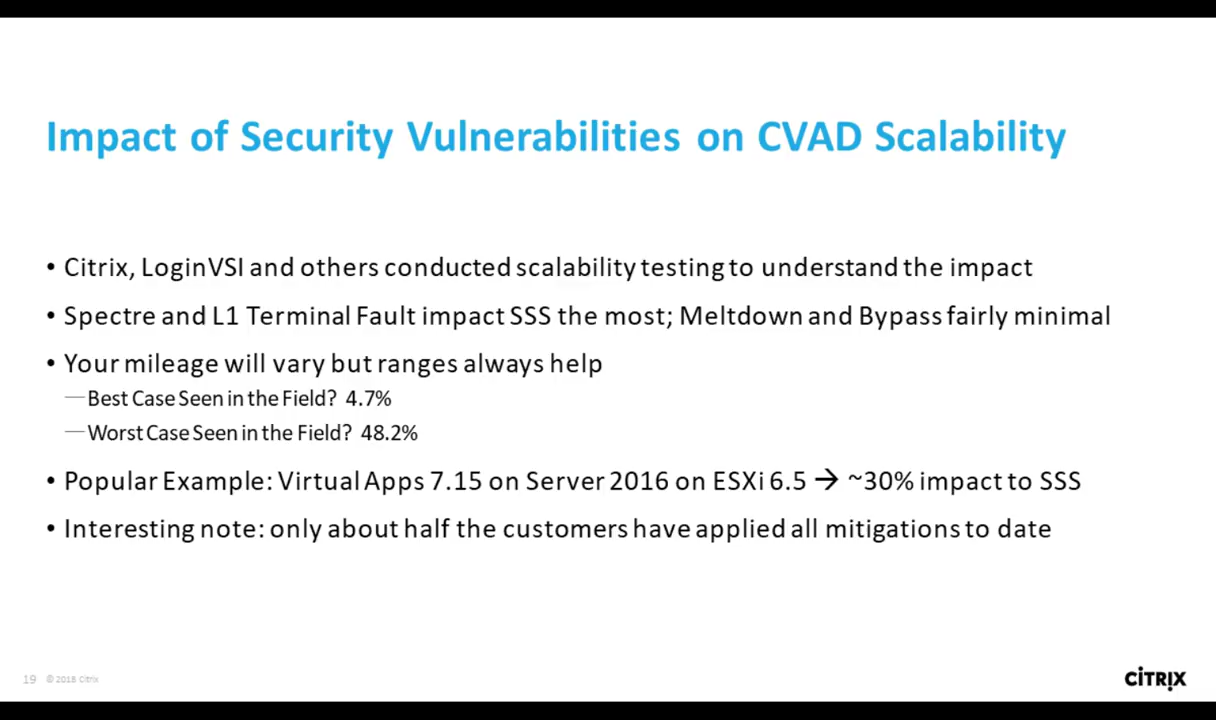 Impact of Security Vulnerabilities on CVAD Scalability
• Citrix, LoginVSI and others conducted scalability testing to understand the impact
• Spectre and L1 Terminal Fault impact SSS the most; Meltdown and Bypass fairly minimal
• Your mileage will vary but ranges always help
—Best Case Seen in the Field? 4.7%
—Worst Case Seen in the Field? 48.2%
• Popular Example: Virtual Apps 7.15 on Server 2016 on ESXi 6.5 → ~30% impact to SSS
• Interesting note: only about half the customers have applied all mitigations to date
19 © 2018 Citrix
CİTRIX